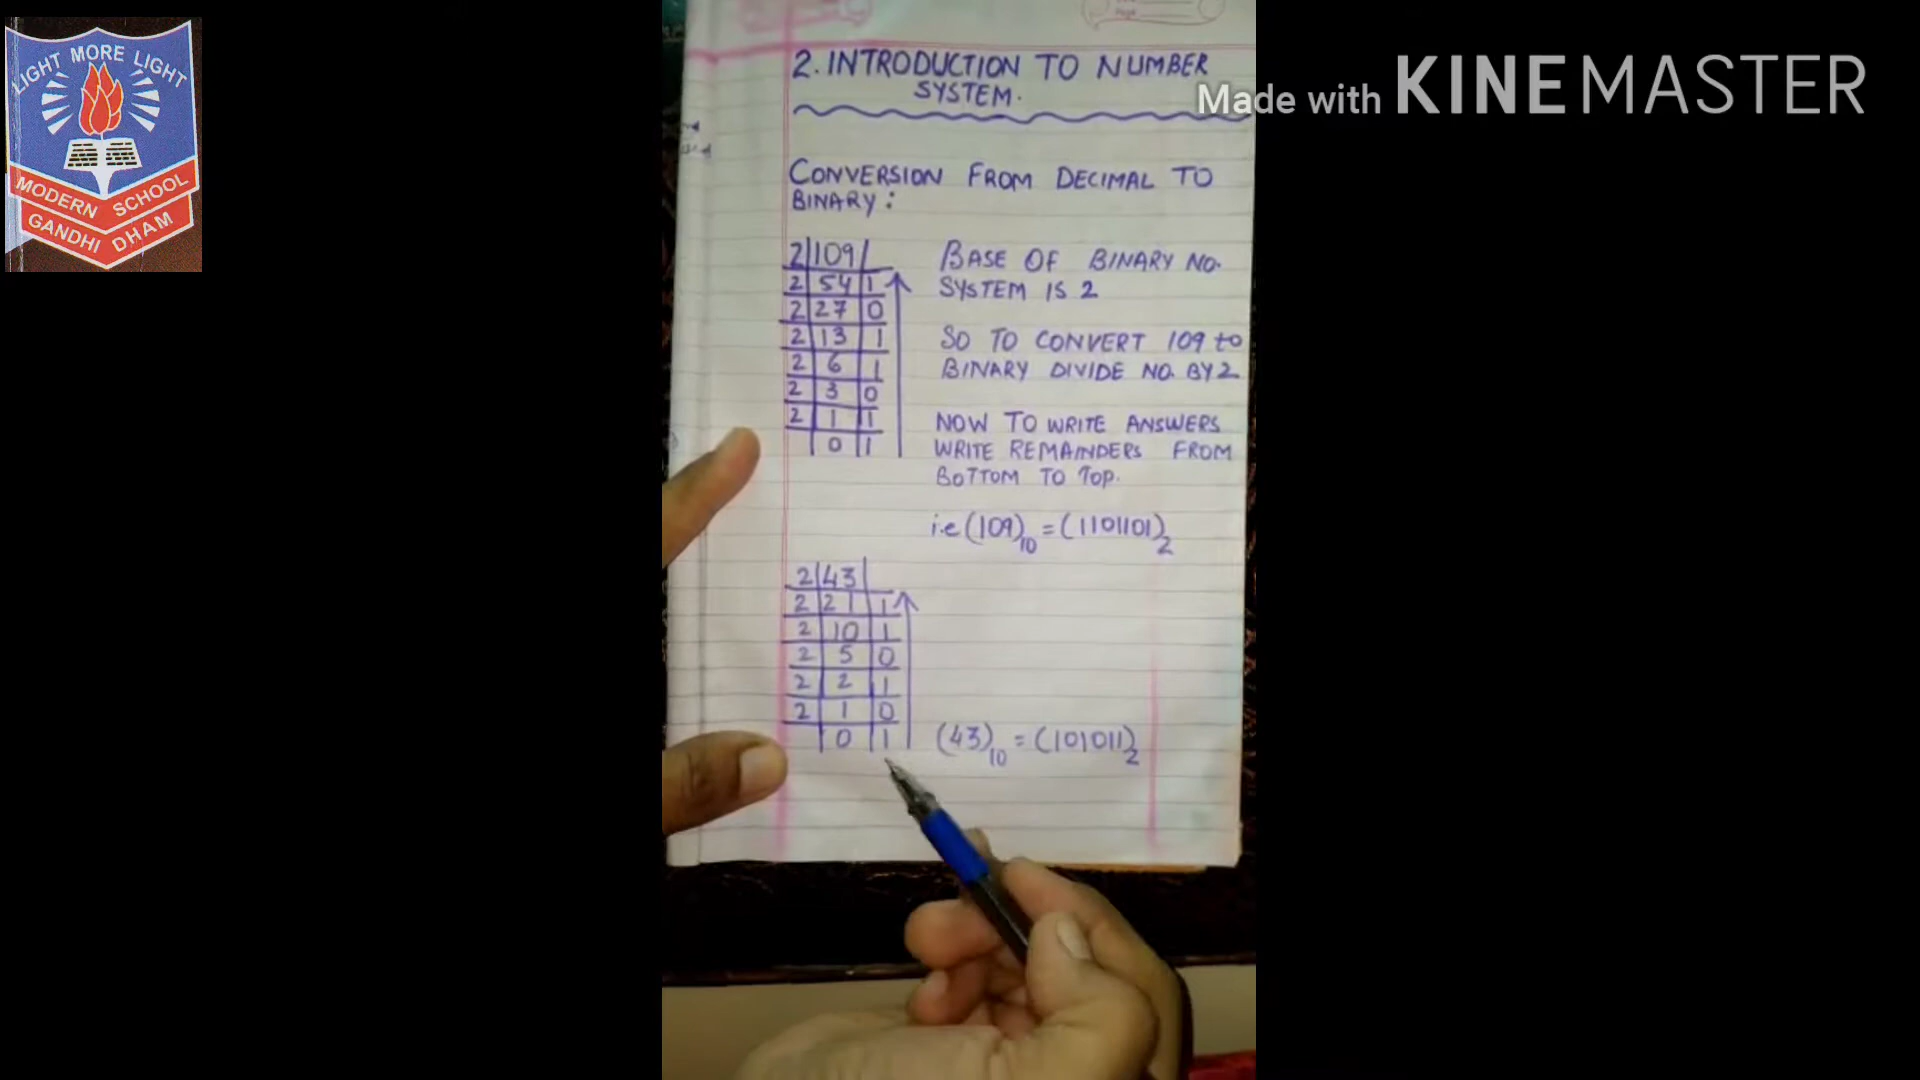 LIGHT MORE LIGHT
MODERN SCHOOL
GANDHI DHAM
Made with KINEMASTER
2. INTRODUCTION TO NUMBER
SYSTEM.
CONVERSION FROM DECIMAL TO
BINARY:
2 109
2 54 1
2 27 0
2 13 1
2 6 1
2 3 0
2 1 1
0 1
BASE OF BINARY NO.
SYSTEM IS 2
SO TO CONVERT 109 to
BINARY DIVIDE NO. BY 2
NOW TO WRITE ANSWERS
WRITE REMAINDERS FROM
BOTTOM TO TOP.
i.e (109)10 = (1101101)2
2 43
2 21 1
2 10 1
2 5 0
2 2 1
2 1 0
0 1
(43)10 = (101011)2